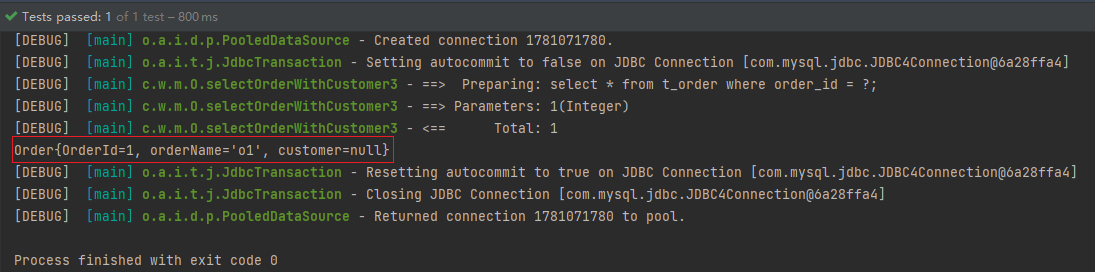 Tests passed: 1 of 1 test – 800 ms
[DEBUG]  [main] o.a.i.d.p.PooledDataSource - Created connection 1781071780.
[DEBUG]  [main] o.a.i.t.j.JdbcTransaction - Setting autocommit to false on JDBC Connection [com.mysql.jdbc.JDBC4Connection@6a28ffa4]
[DEBUG]  [main] c.w.m.O.selectOrderWithCustomer3 - ==>  Preparing: select * from t_order where order_id = ?;
[DEBUG]  [main] c.w.m.O.selectOrderWithCustomer3 - ==> Parameters: 1(Integer)
[DEBUG]  [main] c.w.m.O.selectOrderWithCustomer3 - <==      Total: 1
Order{OrderId=1, orderName='o1', customer=null}
[DEBUG]  [main] o.a.i.t.j.JdbcTransaction - Resetting autocommit to true on JDBC Connection [com.mysql.jdbc.JDBC4Connection@6a28ffa4]
[DEBUG]  [main] o.a.i.t.j.JdbcTransaction - Closing JDBC Connection [com.mysql.jdbc.JDBC4Connection@6a28ffa4]
[DEBUG]  [main] o.a.i.d.p.PooledDataSource - Returned connection 1781071780 to pool.
Process finished with exit code 0